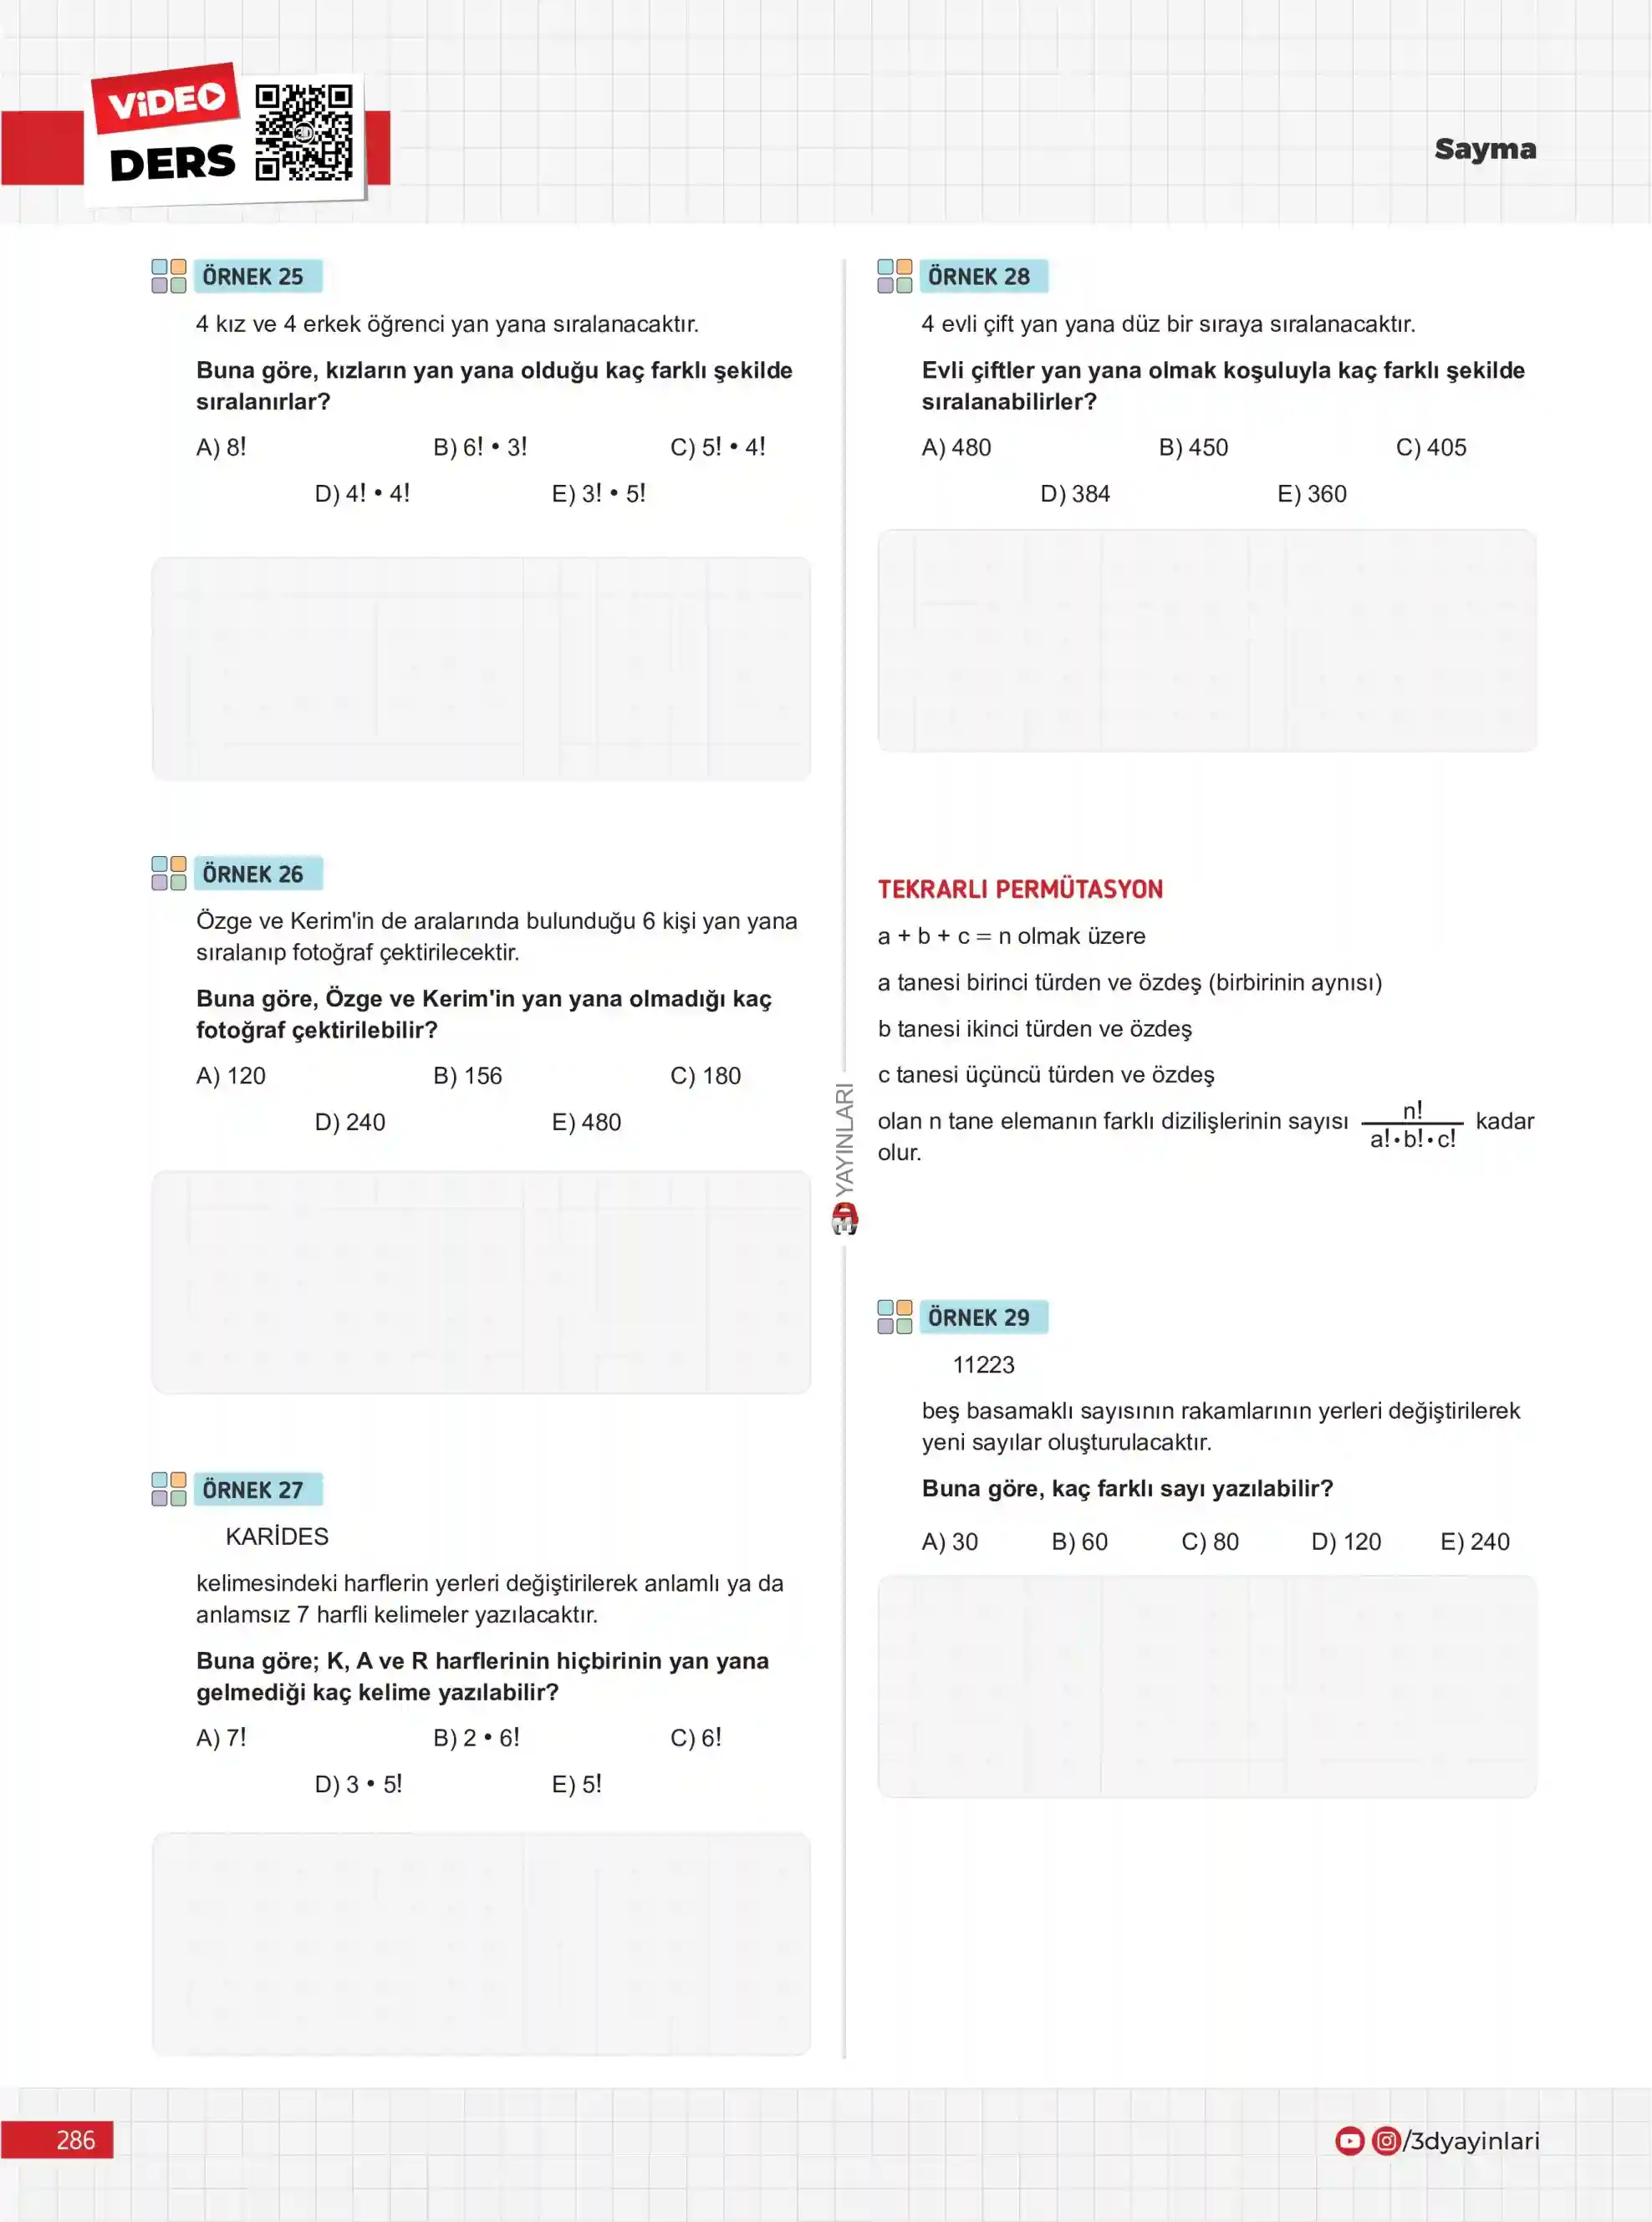 VİDEO
DERS
3D
Sayma
ÖRNEK 25
4 kız ve 4 erkek öğrenci yan yana sıralanacaktır.
Buna göre, kızların yan yana olduğu kaç farklı şekilde
sıralanırlar?
A) 8! B) 6! • 3! C) 5! • 4!
D) 4! • 4! E) 3! • 5!
ÖRNEK 26
Özge ve Kerim'in de aralarında bulunduğu 6 kişi yan yana
sıralanıp fotoğraf çektirilecektir.
Buna göre, Özge ve Kerim'in yan yana olmadığı kaç
fotoğraf çektirilebilir?
A) 120 B) 156 C) 180
D) 240 E) 480
ÖRNEK 27
KARİDES
kelimesindeki harflerin yerleri değiştirilerek anlamlı ya da
anlamsız 7 harfli kelimeler yazılacaktır.
Buna göre; K, A ve R harflerinin hiçbirinin yan yana
gelmediği kaç kelime yazılabilir?
A) 7! B) 2 • 6! C) 6!
D) 3 • 5! E) 5!
YAYINLARI
ÖRNEK 28
4 evli çift yan yana düz bir sıraya sıralanacaktır.
Evli çiftler yan yana olmak koşuluyla kaç farklı şekilde
sıralanabilirler?
A) 480 B) 450 C) 405
D) 384 E) 360
TEKRARLI PERMÜTASYON
a + b + c = n olmak üzere
a tanesi birinci türden ve özdeş (birbirinin aynısı)
b tanesi ikinci türden ve özdeş
c tanesi üçüncü türden ve özdeş
olan n tane elemanın farklı dizilişlerinin sayısı n! / a! • b! • c! kadar
olur.
ÖRNEK 29
11223
beş basamaklı sayısının rakamlarının yerleri değiştirilerek
yeni sayılar oluşturulacaktır.
Buna göre, kaç farklı sayı yazılabilir?
A) 30 B) 60 C) 80 D) 120 E) 240
286
/3dyayinlari